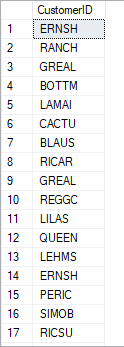 CustomerID
1 ERNSH
2 RANCH
3 GREAL
4 BOTTM
5 LAMAI
6 CACTU
7 BLAUS
8 RICAR
9 GREAL
10 REGGC
11 LILAS
12 QUEEN
13 LEHMS
14 ERNSH
15 PERIC
16 SIMOB
17 RICSU